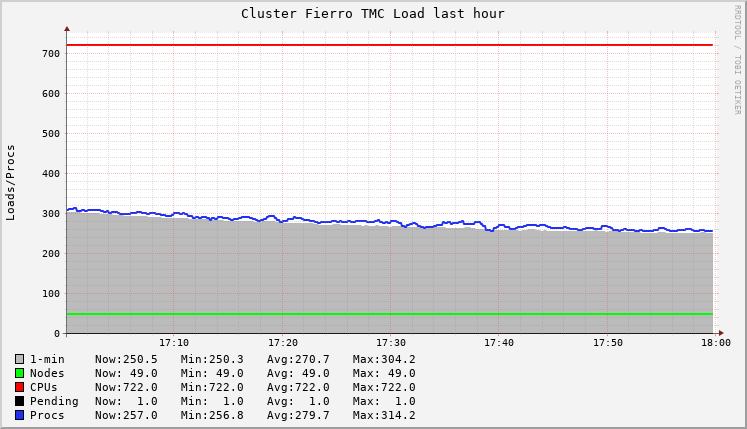 Cluster Fierro TMC Load last hour
RRDTOOL / TOBI OETIKER
Loads/Procs
700
600
500
400
300
200
100
0
17:10 17:20 17:30 17:40 17:50 18:00
1-min Now:250.5 Min:250.3 Avg:270.7 Max:304.2
Nodes Now: 49.0 Min: 49.0 Avg: 49.0 Max: 49.0
CPUs Now:722.0 Min:722.0 Avg:722.0 Max:722.0
Pending Now: 1.0 Min: 1.0 Avg: 1.0 Max: 1.0
Procs Now:257.0 Min:256.8 Avg:279.7 Max:314.2